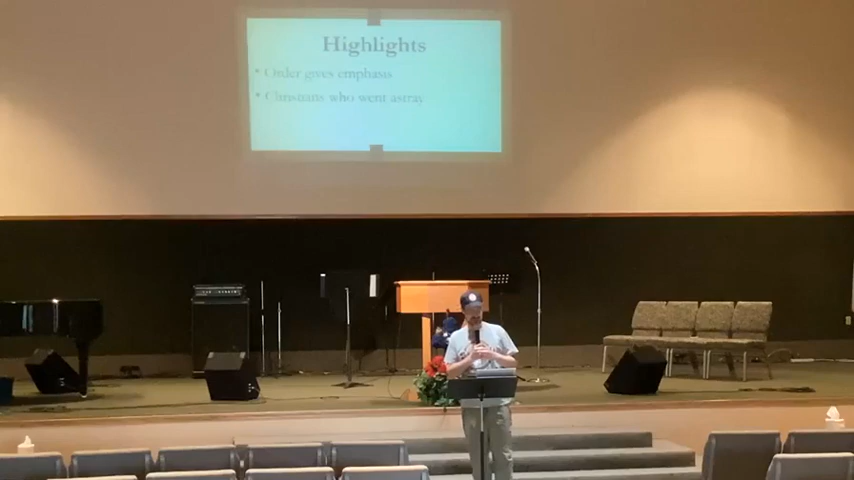 Highlights
• Order gives emphasis
• Christians who went astray